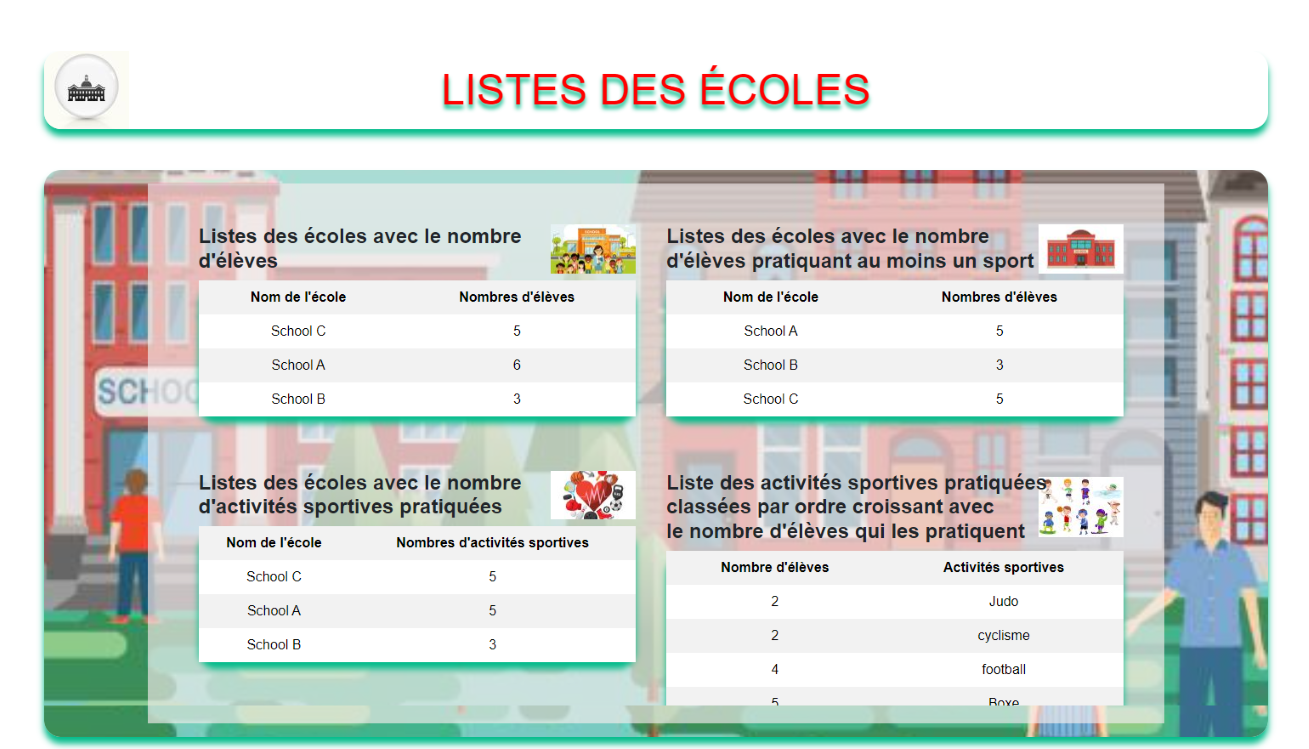 LISTES DES ÉCOLES
Listes des écoles avec le nombre
d'élèves
Nom de l'école Nombres d'élèves
School C 5
School A 6
School B 3
Listes des écoles avec le nombre
d'élèves pratiquant au moins un sport
Nom de l'école Nombres d'élèves
School A 5
School B 3
School C 5
SCHOO
Listes des écoles avec le nombre
d'activités sportives pratiquées
Nom de l'école Nombres d'activités sportives
School C 5
School A 5
School B 3
Liste des activités sportives pratiquées
classées par ordre croissant avec
le nombre d'élèves qui les pratiquent
Nombre d'élèves Activités sportives
2 Judo
2 cyclisme
4 football
5 Boxe